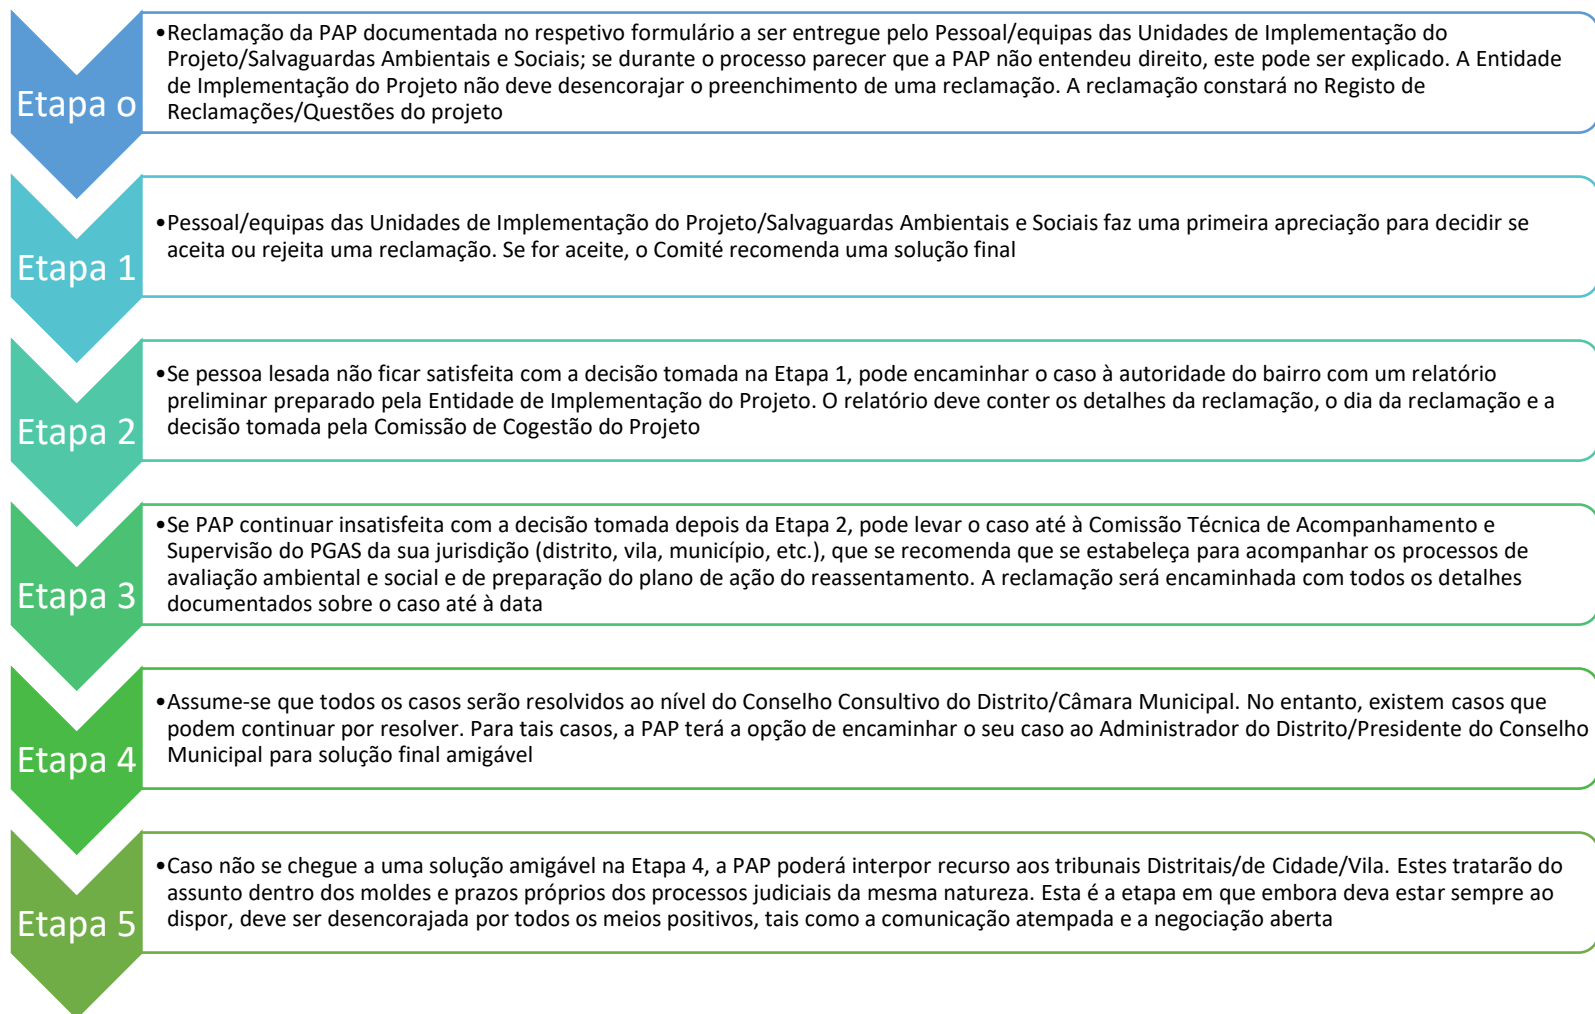 Etapa o
•Reclamação da PAP documentada no respetivo formulário a ser entregue pelo Pessoal/equipas das Unidades de Implementação do
Projeto/Salvaguardas Ambientais e Sociais; se durante o processo parecer que a PAP não entendeu direito, este pode ser explicado. A Entidade
de Implementação do Projeto não deve desencorajar o preenchimento de uma reclamação. A reclamação constará no Registo de
Reclamações/Questões do projeto
Etapa 1
•Pessoal/equipas das Unidades de Implementação do Projeto/Salvaguardas Ambientais e Sociais faz uma primeira apreciação para decidir se
aceita ou rejeita uma reclamação. Se for aceite, o Comité recomenda uma solução final
Etapa 2
•Se pessoa lesada não ficar satisfeita com a decisão tomada na Etapa 1, pode encaminhar o caso à autoridade do bairro com um relatório
preliminar preparado pela Entidade de Implementação do Projeto. O relatório deve conter os detalhes da reclamação, o dia da reclamação e a
decisão tomada pela Comissão de Cogestão do Projeto
Etapa 3
•Se PAP continuar insatisfeita com a decisão tomada depois da Etapa 2, pode levar o caso até à Comissão Técnica de Acompanhamento e
Supervisão do PGAS da sua jurisdição (distrito, vila, município, etc.), que se recomenda que se estabeleça para acompanhar os processos de
avaliação ambiental e social e de preparação do plano de ação do reassentamento. A reclamação será encaminhada com todos os detalhes
documentados sobre o caso até à data
Etapa 4
•Assume-se que todos os casos serão resolvidos ao nível do Conselho Consultivo do Distrito/Câmara Municipal. No entanto, existem casos que
podem continuar por resolver. Para tais casos, a PAP terá a opção de encaminhar o seu caso ao Administrador do Distrito/Presidente do Conselho
Municipal para solução final amigável
Etapa 5
•Caso não se chegue a uma solução amigável na Etapa 4, a PAP poderá interpor recurso aos tribunais Distritais/de Cidade/Vila. Estes tratarão do
assunto dentro dos moldes e prazos próprios dos processos judiciais da mesma natureza. Esta é a etapa em que embora deva estar sempre ao
dispor, deve ser desencorajada por todos os meios positivos, tais como a comunicação atempada e a negociação aberta